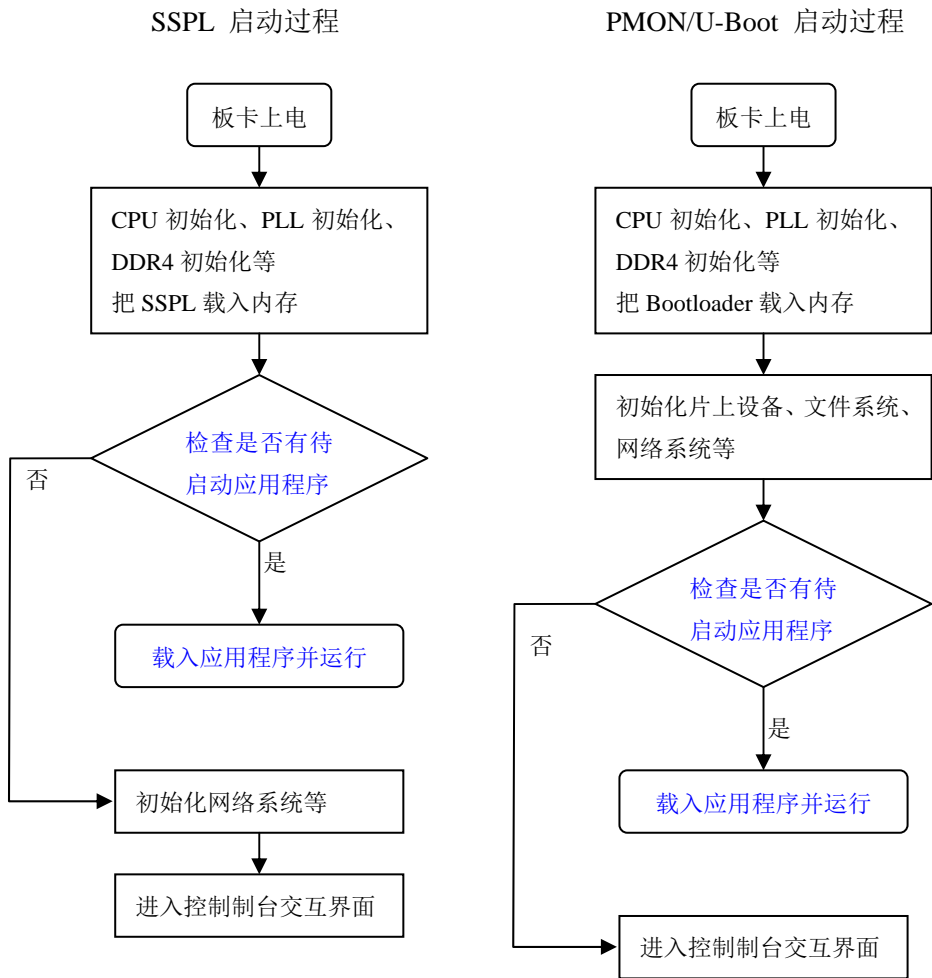 SSPL 启动过程
板卡上电
CPU 初始化、PLL 初始化、
DDR4 初始化等
把 SSPL 载入内存
检查是否有待
启动应用程序
否
是
载入应用程序并运行
初始化网络系统等
进入控制制台交互界面
PMON/U-Boot 启动过程
板卡上电
CPU 初始化、PLL 初始化、
DDR4 初始化等
把 Bootloader 载入内存
初始化片上设备、文件系统、
网络系统等
检查是否有待
启动应用程序
否
是
载入应用程序并运行
进入控制制台交互界面